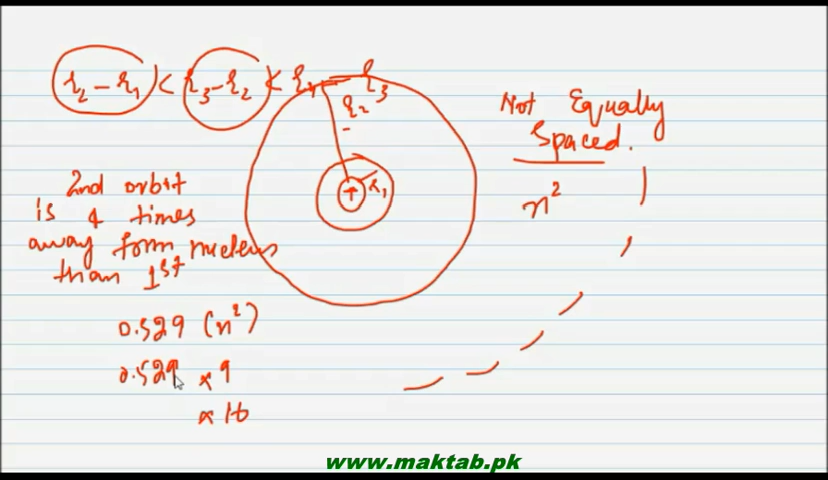 r₂ - r₁ < r₃ - r₂ < r₄ - r₃
r₂
r₁
+
Not Equally
Spaced.
n²
2nd orbit
is 4 times
away form nucleus
than 1st
0.529 (n²)
0.529 × 9
× 16
www.maktab.pk